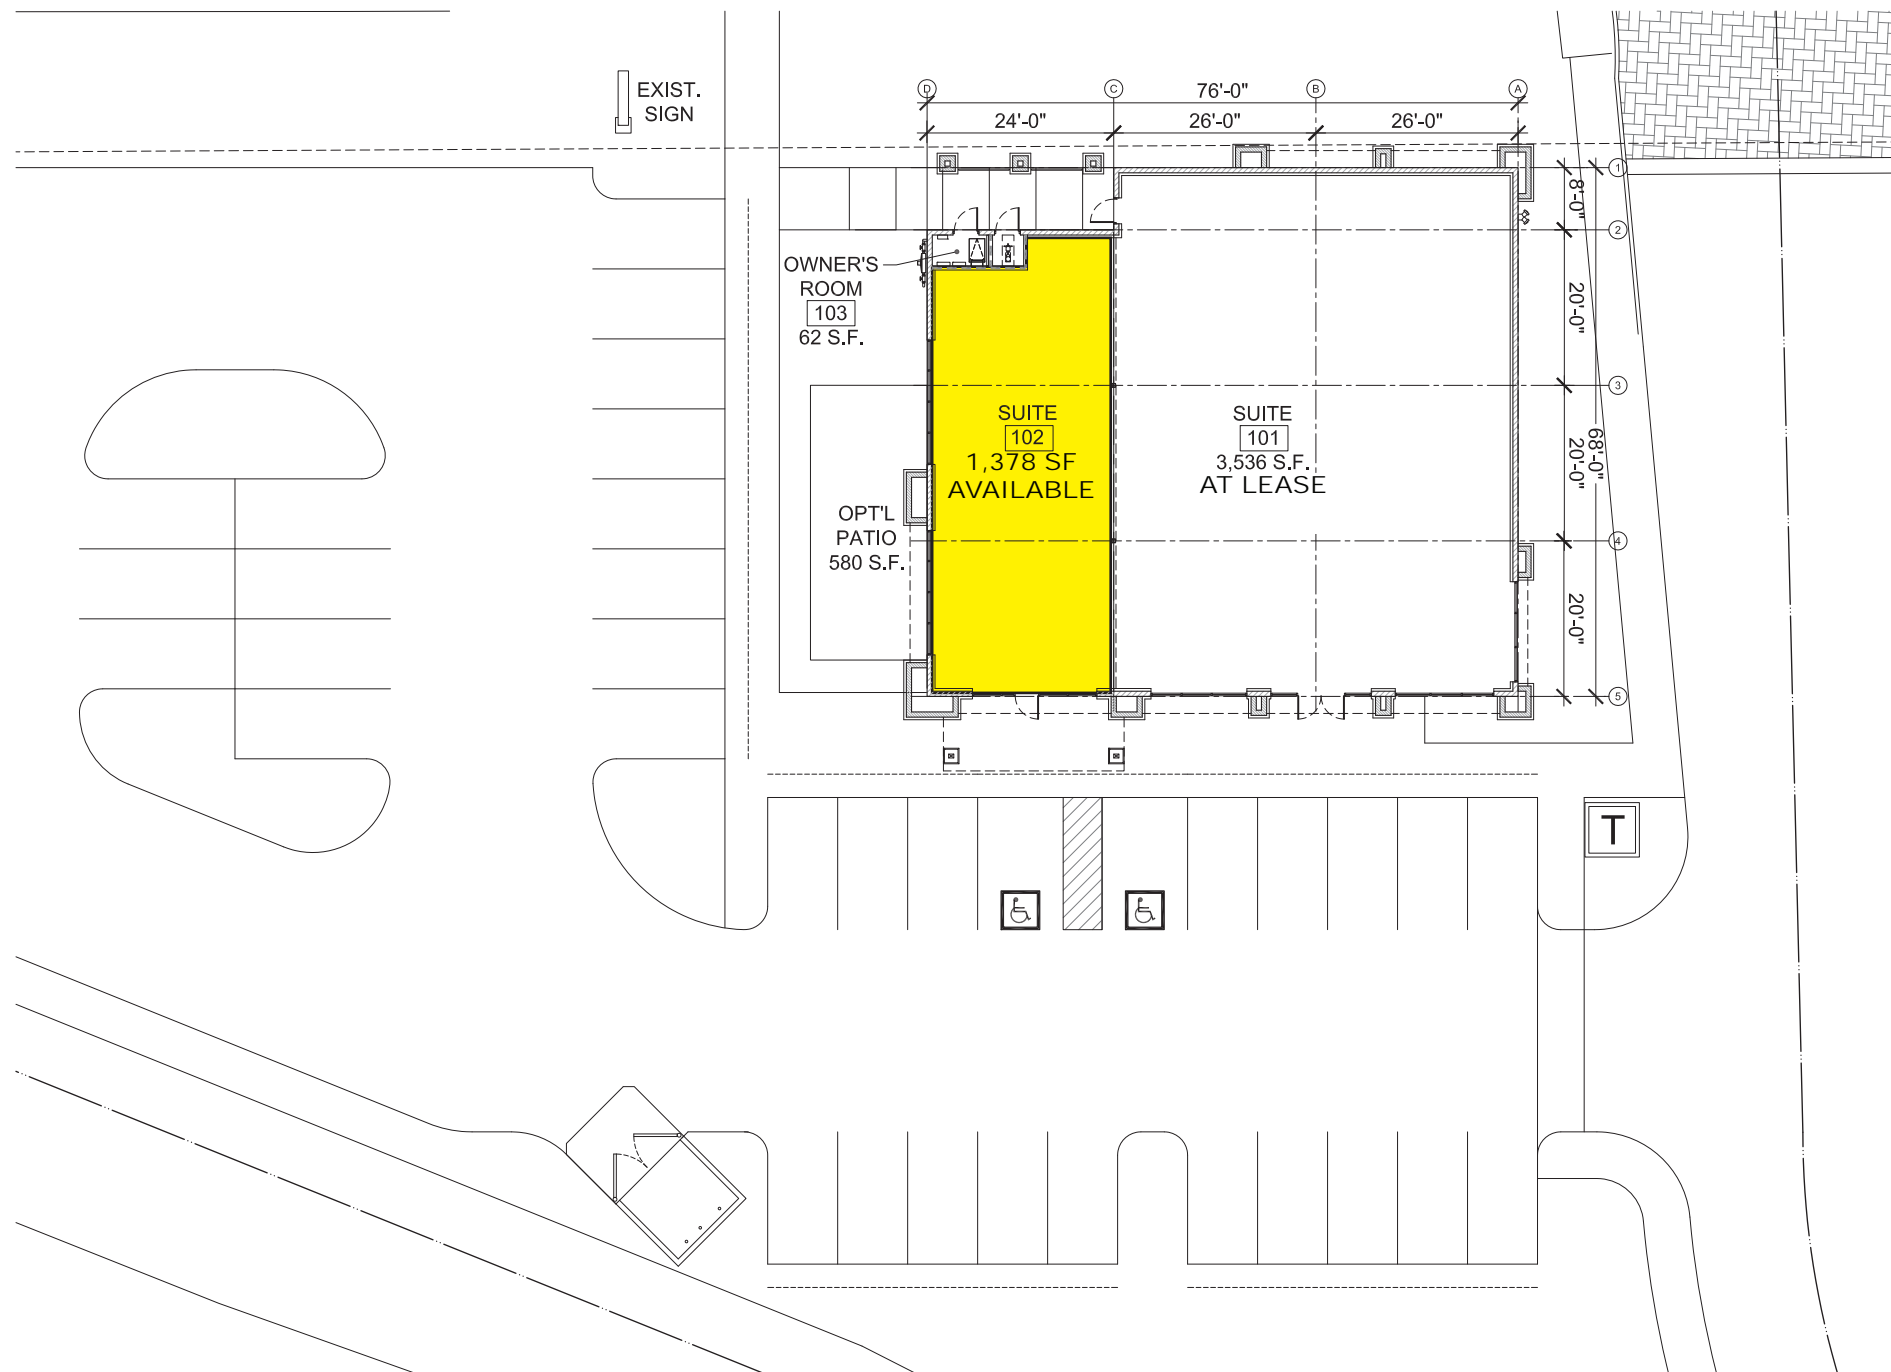 EXIST.
SIGN
D
C
B
A
76'-0"
24'-0"
26'-0"
26'-0"
1
8'-0"
2
OWNER'S
ROOM
103
62 S.F.
20'-0"
3
SUITE
102
1,378 SF
AVAILABLE
SUITE
101
3,536 S.F.
AT LEASE
20'-0"
68'-0"
OPT'L
PATIO
580 S.F.
4
20'-0"
5
T